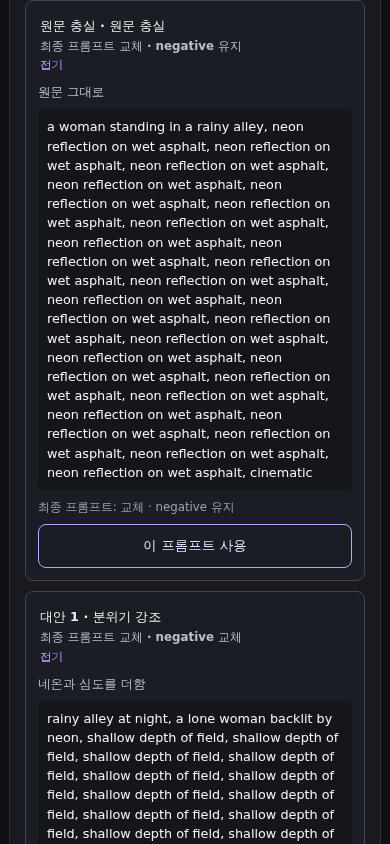 원문 충실 · 원문 충실
최종 프롬프트 교체 · negative 유지
접기
원문 그대로
a woman standing in a rainy alley, neon
reflection on wet asphalt, neon reflection on
wet asphalt, neon reflection on wet asphalt,
neon reflection on wet asphalt, neon
reflection on wet asphalt, neon reflection on
wet asphalt, neon reflection on wet asphalt,
neon reflection on wet asphalt, neon
reflection on wet asphalt, neon reflection on
wet asphalt, neon reflection on wet asphalt,
neon reflection on wet asphalt, neon
reflection on wet asphalt, neon reflection on
wet asphalt, neon reflection on wet asphalt,
neon reflection on wet asphalt, neon
reflection on wet asphalt, neon reflection on
wet asphalt, neon reflection on wet asphalt,
neon reflection on wet asphalt, neon
reflection on wet asphalt, neon reflection on
wet asphalt, neon reflection on wet asphalt,
neon reflection on wet asphalt, cinematic
최종 프롬프트: 교체 · negative 유지
이 프롬프트 사용
대안 1 · 분위기 강조
최종 프롬프트 교체 · negative 교체
접기
네온과 심도를 더함
rainy alley at night, a lone woman backlit by
neon, shallow depth of field, shallow depth of
field, shallow depth of field, shallow depth of
field, shallow depth of field, shallow depth of
field, shallow depth of field, shallow depth of
field, shallow depth of field, shallow depth of
field, shallow depth of field, shallow depth of